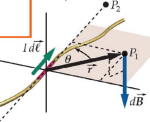 P₂
I dℓ⃗
θ
P₁
r⃗
dB⃗